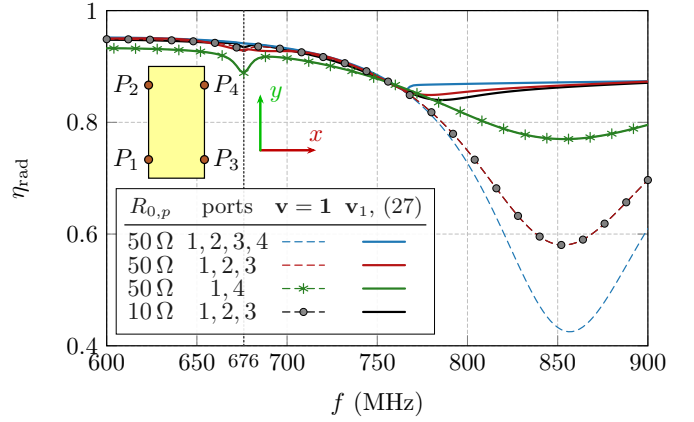 1
0.8
0.6
0.4
η_rad
P_2
P_4
P_1
P_3
y
x
R_{0,p} ports v = 1 v_1, (27)
50 Ω 1, 2, 3, 4
50 Ω 1, 2, 3
50 Ω 1, 4
10 Ω 1, 2, 3
600 650 676 700 750 800 850 900
f (MHz)